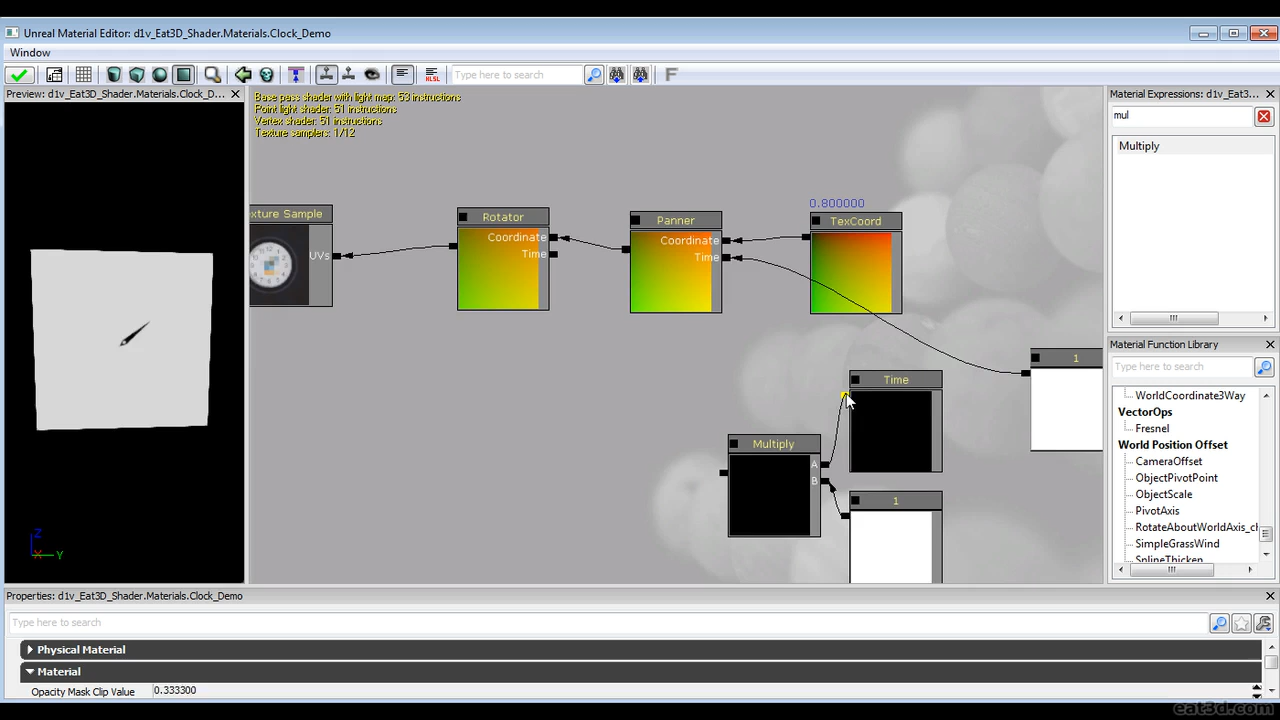 Unreal Material Editor: d1v_Eat3D_Shader.Materials.Clock_Demo
Window
HLSL
Type here to search
F
Preview: d1v_Eat3D_Shader.Materials.Clock_D...
Base pass shader with light map: 53 instructions
Point light shader: 51 instructions
Vertex shader: 51 instructions
Texture samplers: 1/12
xture Sample
UVs
Rotator
Coordinate
Time
Panner
Coordinate
Time
0.800000
TexCoord
1
Time
Multiply
A
B
1
Z
X
Y
Material Expressions: d1v_Eat3...
mul
Multiply
Material Function Library
Type here to search
WorldCoordinate3Way
VectorOps
Fresnel
World Position Offset
CameraOffset
ObjectPivotPoint
ObjectScale
PivotAxis
RotateAboutWorldAxis_cl
SimpleGrassWind
SplineThicken
Properties: d1v_Eat3D_Shader.Materials.Clock_Demo
Type here to search
Physical Material
Material
Opacity Mask Clip Value 0.333300
eat3d.com